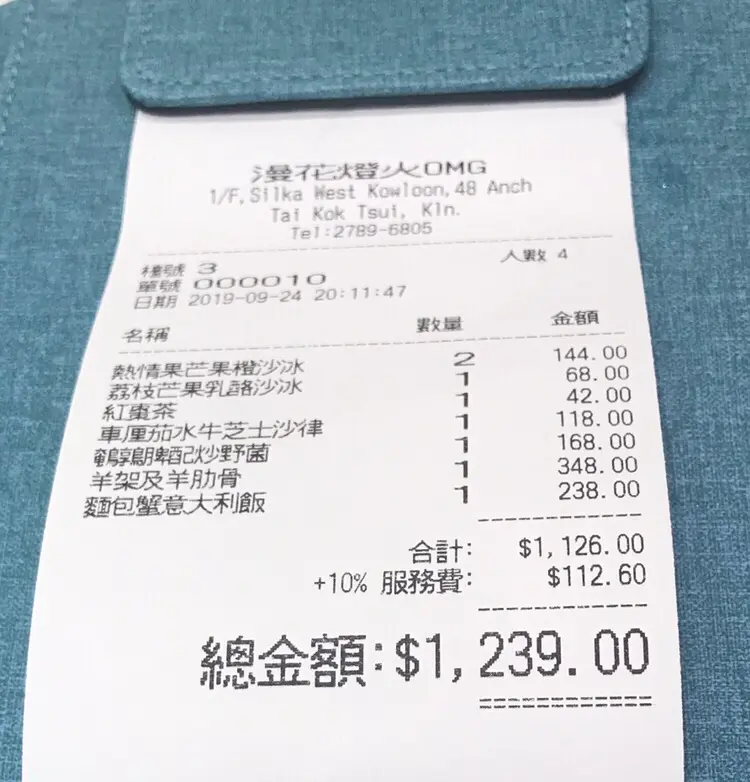 漫花燈火OMG
1/F,Silka West Kowloon,48 Anch
Tai Kok Tsui, Kln.
Tel:2789-6805
檯號 3 人數 4
單號 000010
日期 2019-09-24 20:11:47
名稱 數量 金額
熱情果芒果橙沙冰 2 144.00
荔枝芒果乳酪沙冰 1 68.00
紅棗茶 1 42.00
車厘茄水牛芝士沙律 1 118.00
炒野菌 1 168.00
羊架及羊肋骨 1 348.00
麵包蟹意大利飯 1 238.00
合計: $1,126.00
+10% 服務費: $112.60
總金額:$1,239.00